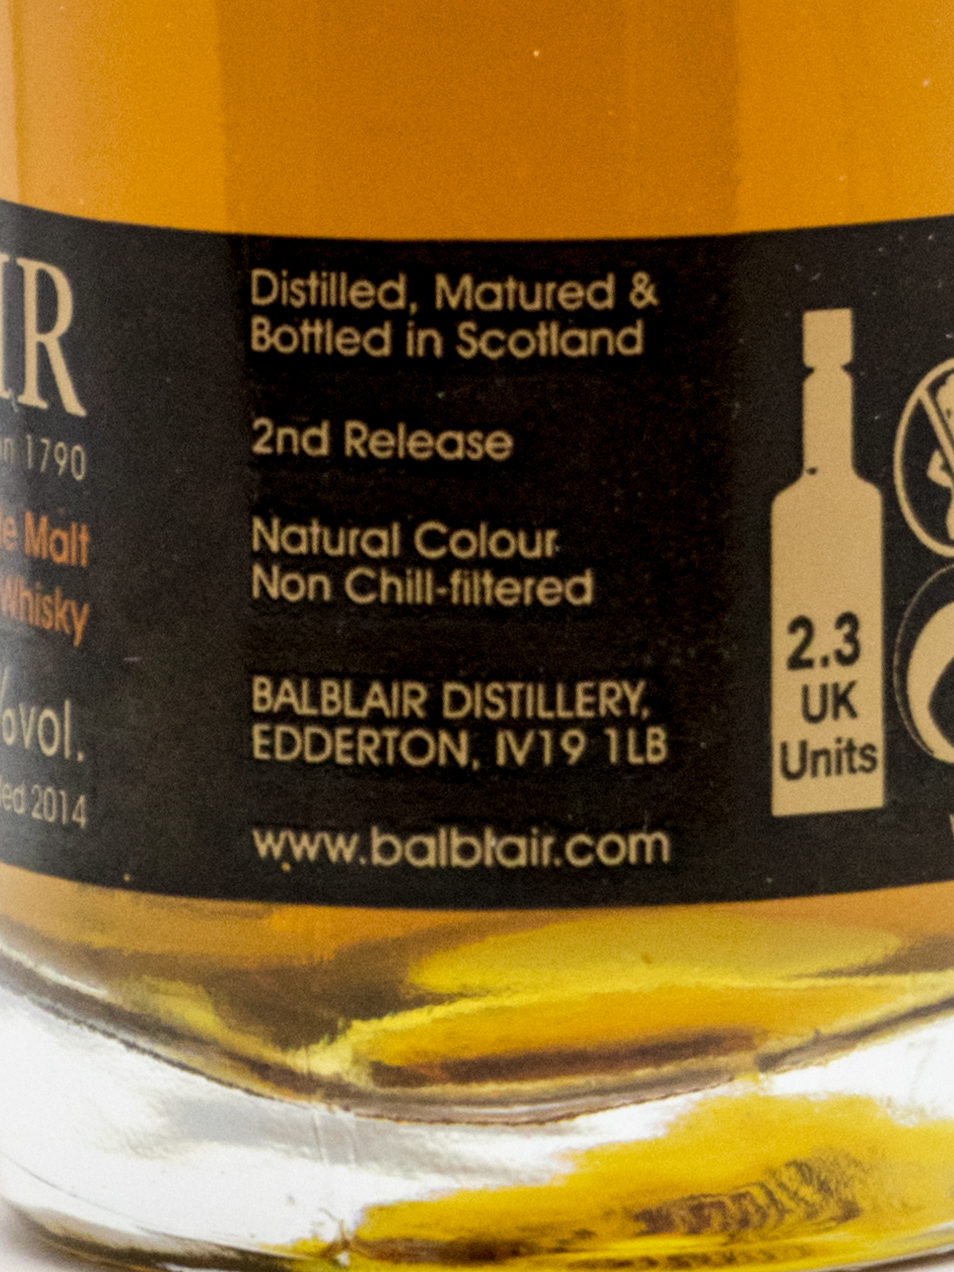 IR
1790
Malt
Whisky
%vol.
2014
Distilled, Matured &
Bottled in Scotland
2nd Release
Natural Colour
Non Chill-filtered
BALBLAIR DISTILLERY,
EDDERTON, IV19 1LB
www.balblair.com
2.3
UK
Units